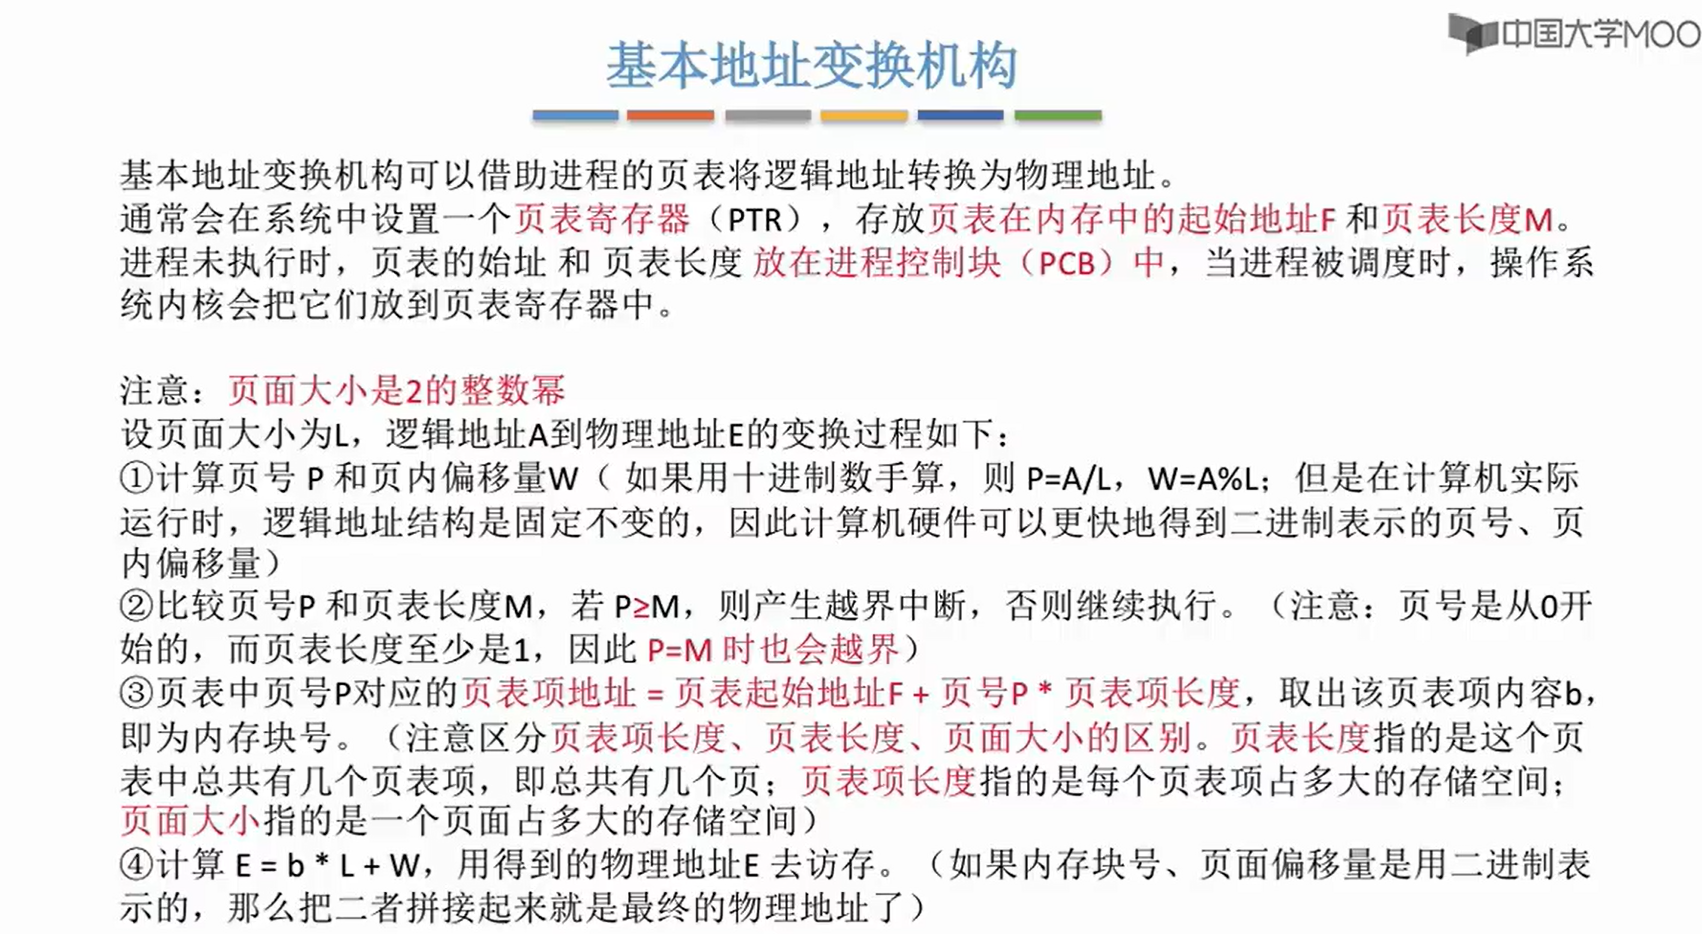 中国大学MOO
基本地址变换机构
基本地址变换机构可以借助进程的页表将逻辑地址转换为物理地址。
通常会在系统中设置一个页表寄存器（PTR），存放页表在内存中的起始地址F 和页表长度M。
进程未执行时，页表的始址 和 页表长度 放在进程控制块（PCB）中，当进程被调度时，操作系
统内核会把它们放到页表寄存器中。
注意：页面大小是2的整数幂
设页面大小为L，逻辑地址A到物理地址E的变换过程如下：
①计算页号 P 和页内偏移量W（ 如果用十进制数手算，则 P=A/L，W=A%L；但是在计算机实际
运行时，逻辑地址结构是固定不变的，因此计算机硬件可以更快地得到二进制表示的页号、页
内偏移量）
②比较页号P 和页表长度M，若 P≥M，则产生越界中断，否则继续执行。（注意：页号是从0开
始的，而页表长度至少是1，因此 P=M 时也会越界）
③页表中页号P对应的页表项地址 = 页表起始地址F + 页号P * 页表项长度，取出该页表项内容b，
即为内存块号。（注意区分页表项长度、页表长度、页面大小的区别。页表长度指的是这个页
表中总共有几个页表项，即总共有几个页；页表项长度指的是每个页表项占多大的存储空间；
页面大小指的是一个页面占多大的存储空间）
④计算 E = b * L + W，用得到的物理地址E 去访存。（如果内存块号、页面偏移量是用二进制表
示的，那么把二者拼接起来就是最终的物理地址了）